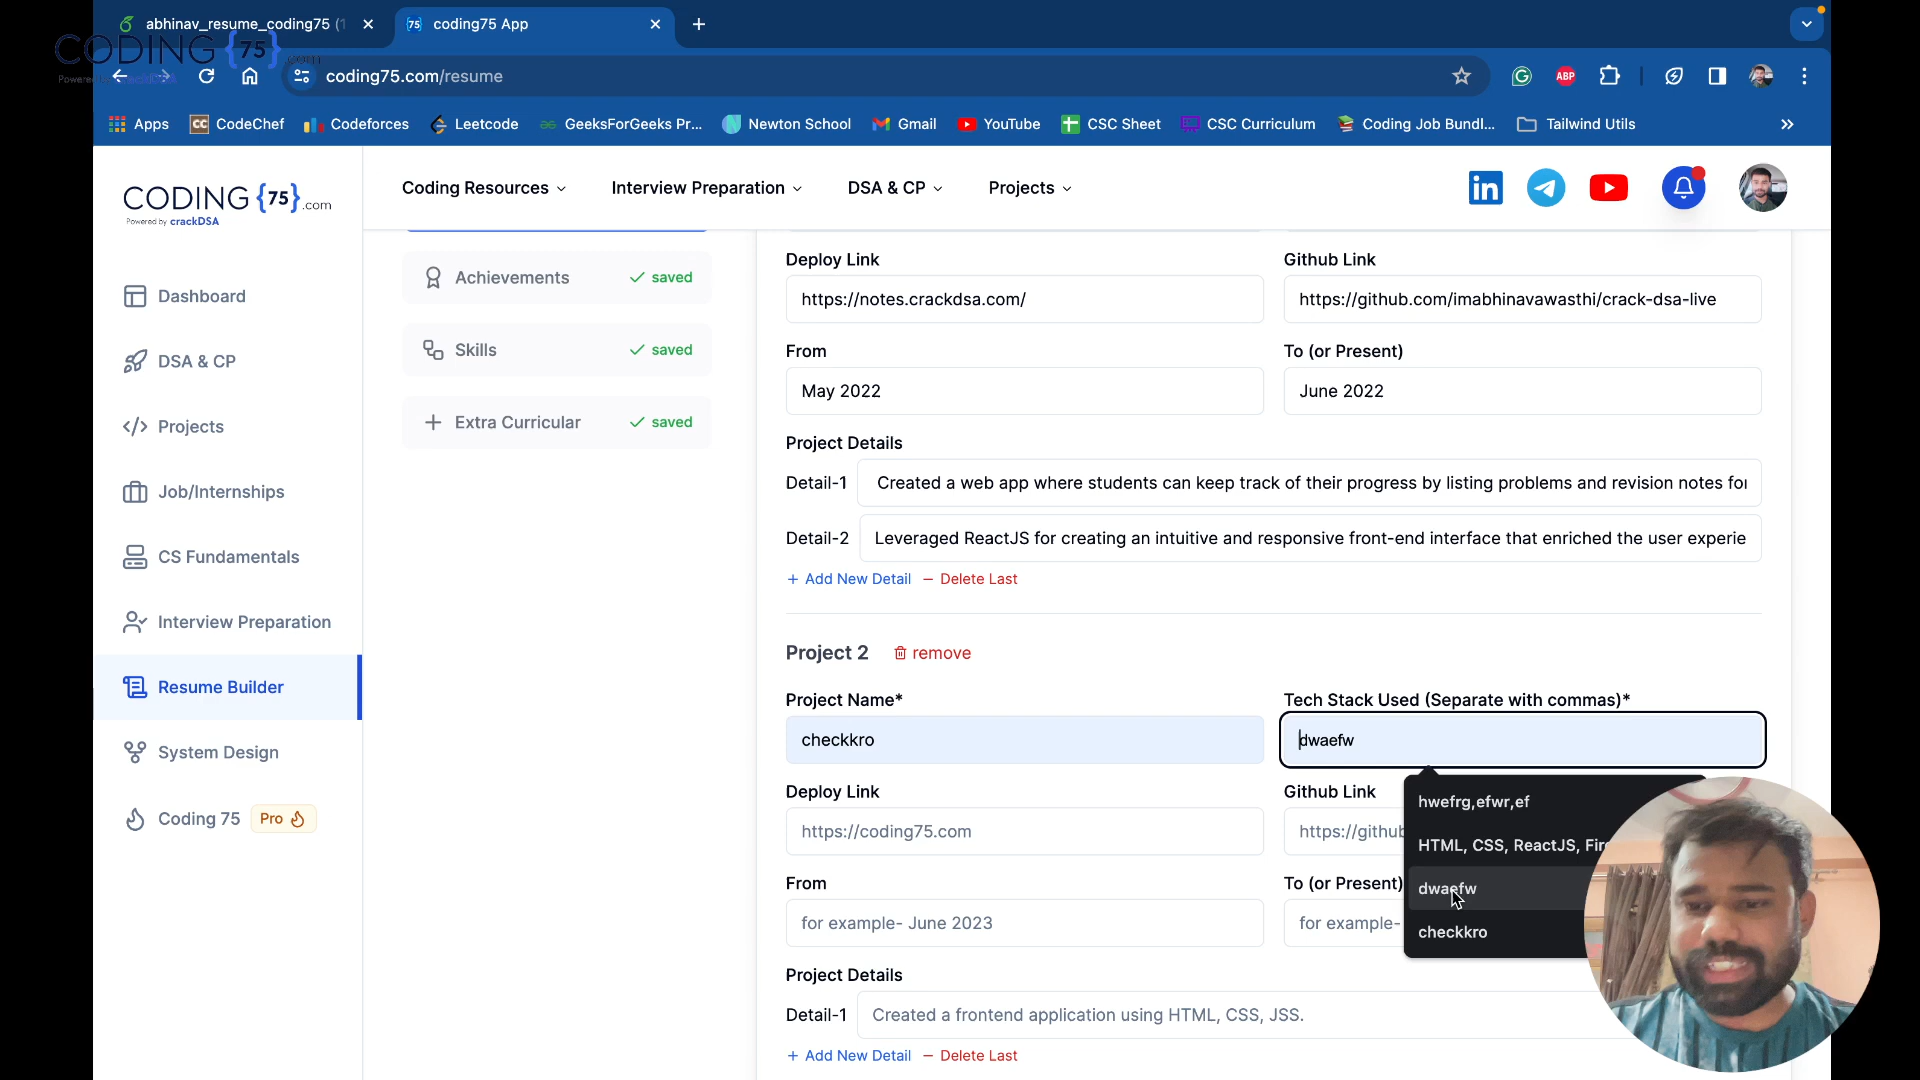 abhinav_resume_coding75 (1
coding75 App
CODING {75} .com
Powered by crackDSA
coding75.com/resume
ABP
Apps
CodeChef
Codeforces
Leetcode
GeeksForGeeks Pr...
Newton School
Gmail
YouTube
CSC Sheet
CSC Curriculum
Coding Job Bundl...
Tailwind Utils
CODING {75} .com
Powered by crackDSA
Coding Resources
Interview Preparation
DSA & CP
Projects
Dashboard
DSA & CP
Projects
Job/Internships
CS Fundamentals
Interview Preparation
Resume Builder
System Design
Coding 75 Pro
Achievements saved
Skills saved
Extra Curricular saved
Deploy Link
https://notes.crackdsa.com/
Github Link
https://github.com/imabhinavawasthi/crack-dsa-live
From
May 2022
To (or Present)
June 2022
Project Details
Detail-1 Created a web app where students can keep track of their progress by listing problems and revision notes for
Detail-2 Leveraged ReactJS for creating an intuitive and responsive front-end interface that enriched the user experie
+ Add New Detail — Delete Last
Project 2 remove
Project Name*
checkkro
Tech Stack Used (Separate with commas)*
dwaefw
hwefrg,efwr,ef
HTML, CSS, ReactJS, Fir
dwaefw
checkkro
Deploy Link
https://coding75.com
Github Link
https://github
From
for example- June 2023
To (or Present)
for example-
Project Details
Detail-1 Created a frontend application using HTML, CSS, JSS.
+ Add New Detail — Delete Last